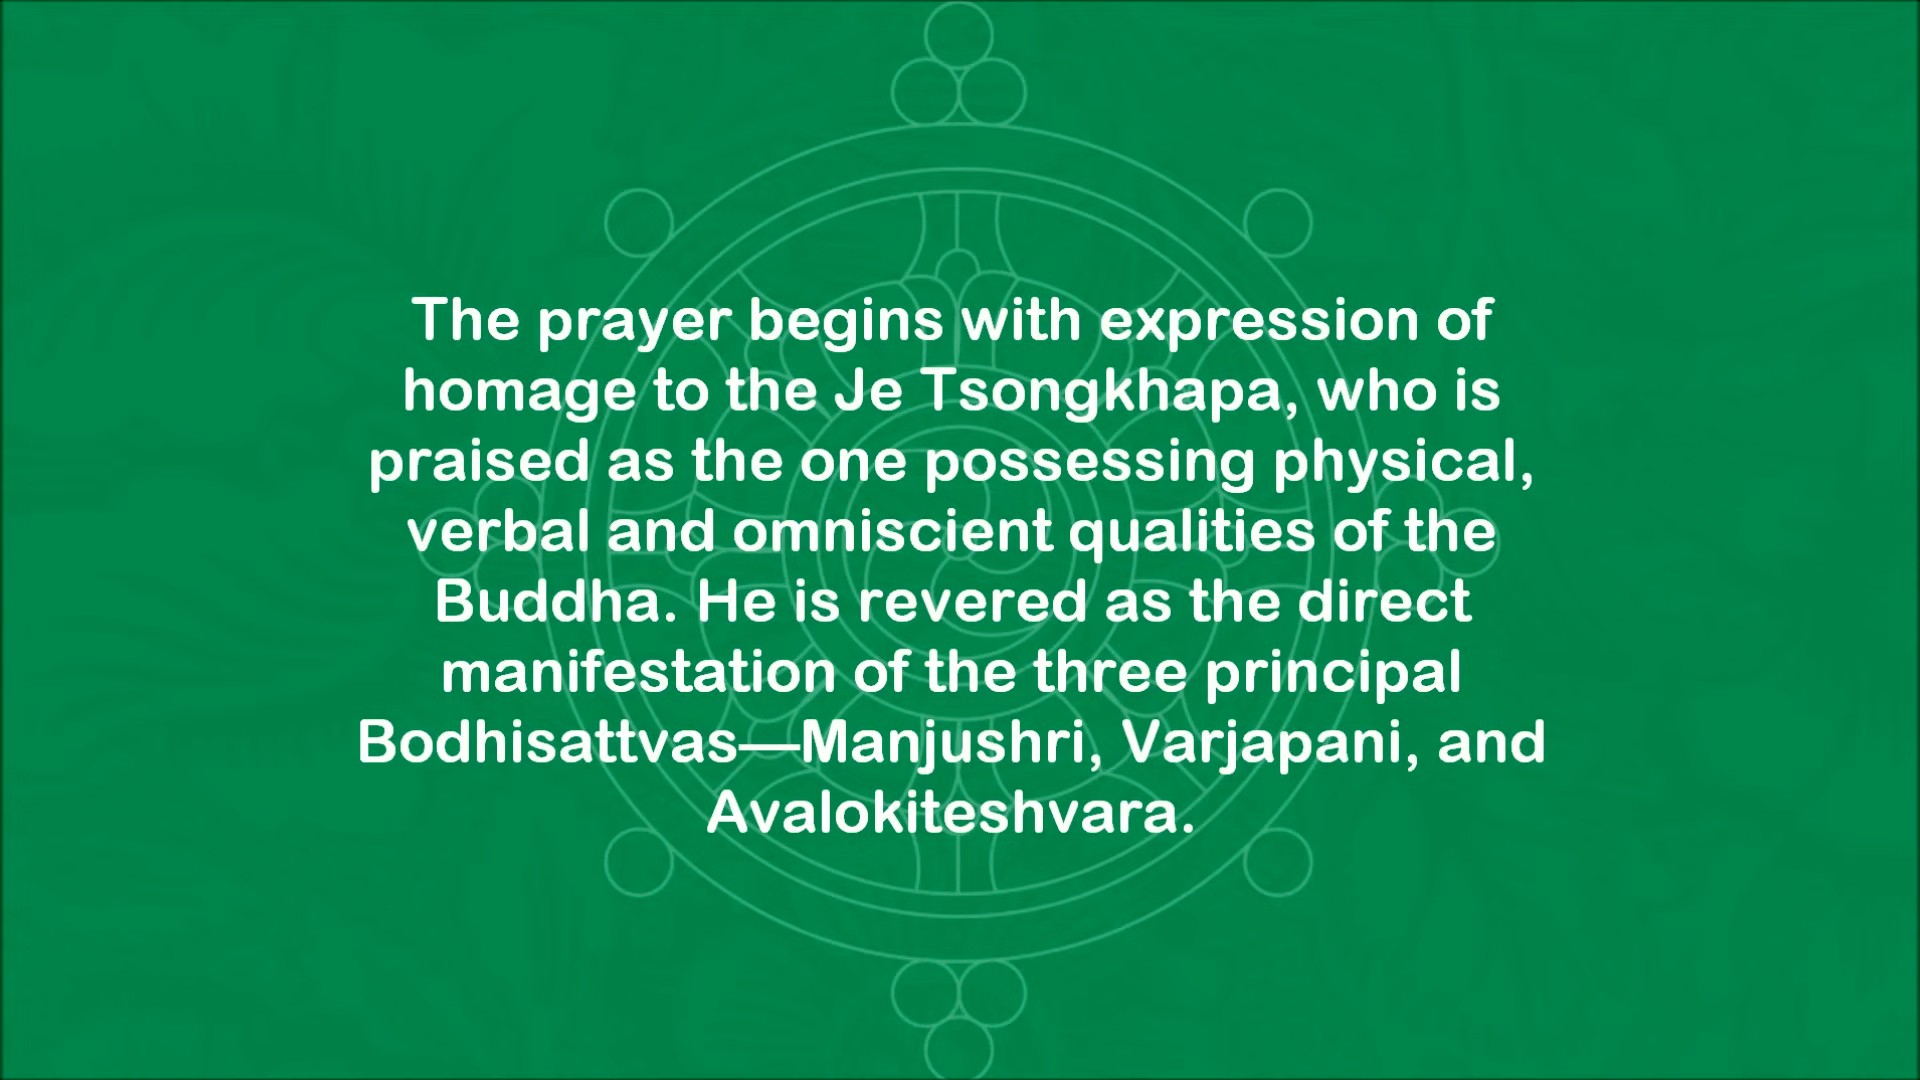 The prayer begins with expression of
homage to the Je Tsongkhapa, who is
praised as the one possessing physical,
verbal and omniscient qualities of the
Buddha. He is revered as the direct
manifestation of the three principal
Bodhisattvas—Manjushri, Varjapani, and
Avalokiteshvara.